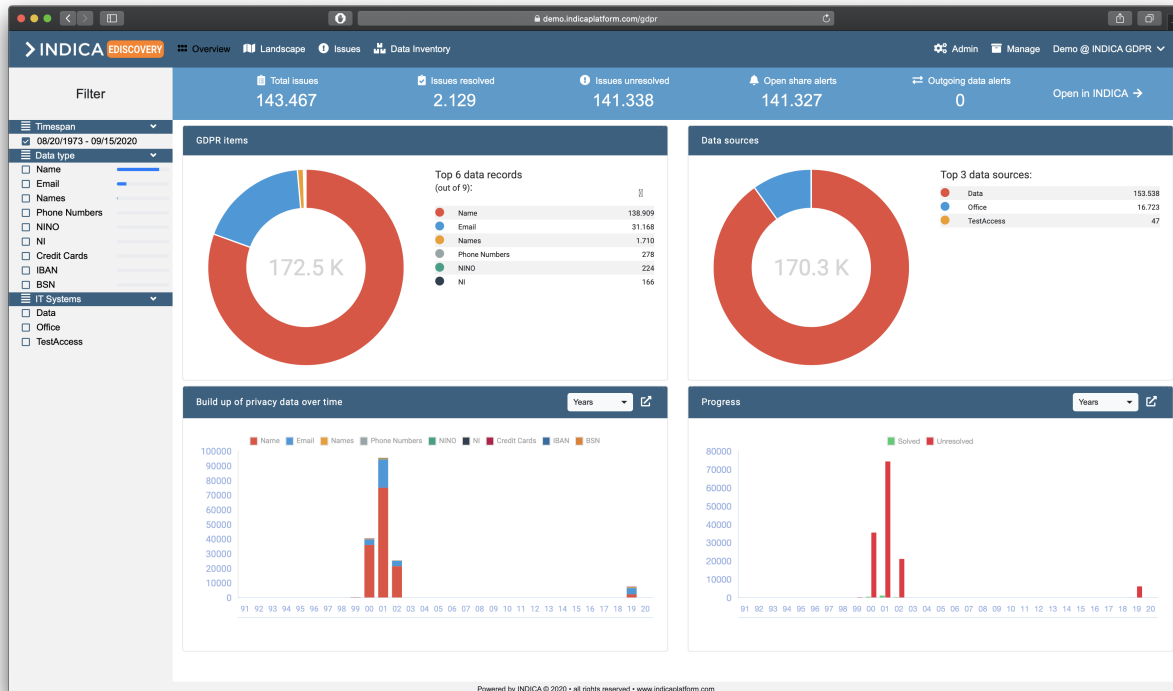 demo.indicaplatform.com/gdpr
INDICA EDISCOVERY Overview Landscape Issues Data Inventory Admin Manage Demo @ INDICA GDPR
Filter
Total issues Issues resolved Issues unresolved Open share alerts Outgoing data alerts
143.467 2.129 141.338 141.327 0 Open in INDICA →
Timespan
08/20/1973 - 09/15/2020
Data type
Name
Email
Names
Phone Numbers
NINO
NI
Credit Cards
IBAN
BSN
IT Systems
Data
Office
TestAccess
GDPR items
172.5 K
Top 6 data records
(out of 9):
Name 138.909
Email 31.168
Names 1.710
Phone Numbers 278
NINO 224
NI 166
Data sources
170.3 K
Top 3 data sources:
Data 153.538
Office 16.723
TestAccess 47
Build up of privacy data over time Years
Name Email Names Phone Numbers NINO NI Credit Cards IBAN BSN
100000
90000
80000
70000
60000
50000
40000
30000
20000
10000
0
91 92 93 94 95 96 97 98 99 00 01 02 03 04 05 06 07 08 09 10 11 12 13 14 15 16 17 18 19 20
Progress Years
Solved Unresolved
80000
70000
60000
50000
40000
30000
20000
10000
0
91 92 93 94 95 96 97 98 99 00 01 02 03 04 05 06 07 08 09 10 11 12 13 14 15 16 17 18 19 20
Powered by INDICA © 2020 • all rights reserved • www.indicaplatform.com